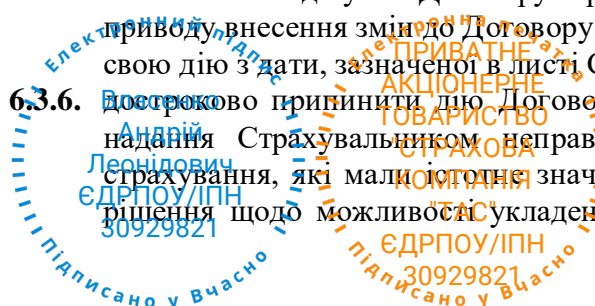 приводу внесення змін до Договору
свою дію з дати, зазначеної в листі С
6.3.6. достроково припинити дію Догово
надання Страхувальником неправ
страхування, які мали істотне знач
рішення щодо можливості укладен
Електронний підпис
Андрій
Леонідович
ЄДРПОУ/ІПН
30929821
Підписано у Вчасно
Електронна печатка
ПРИВАТНЕ
АКЦІОНЕРНЕ
ТОВАРИСТВО
СТРАХОВА
КОМПАНІЯ
"ТАС"
ЄДРПОУ/ІПН
30929821
Підписано у Вчасно